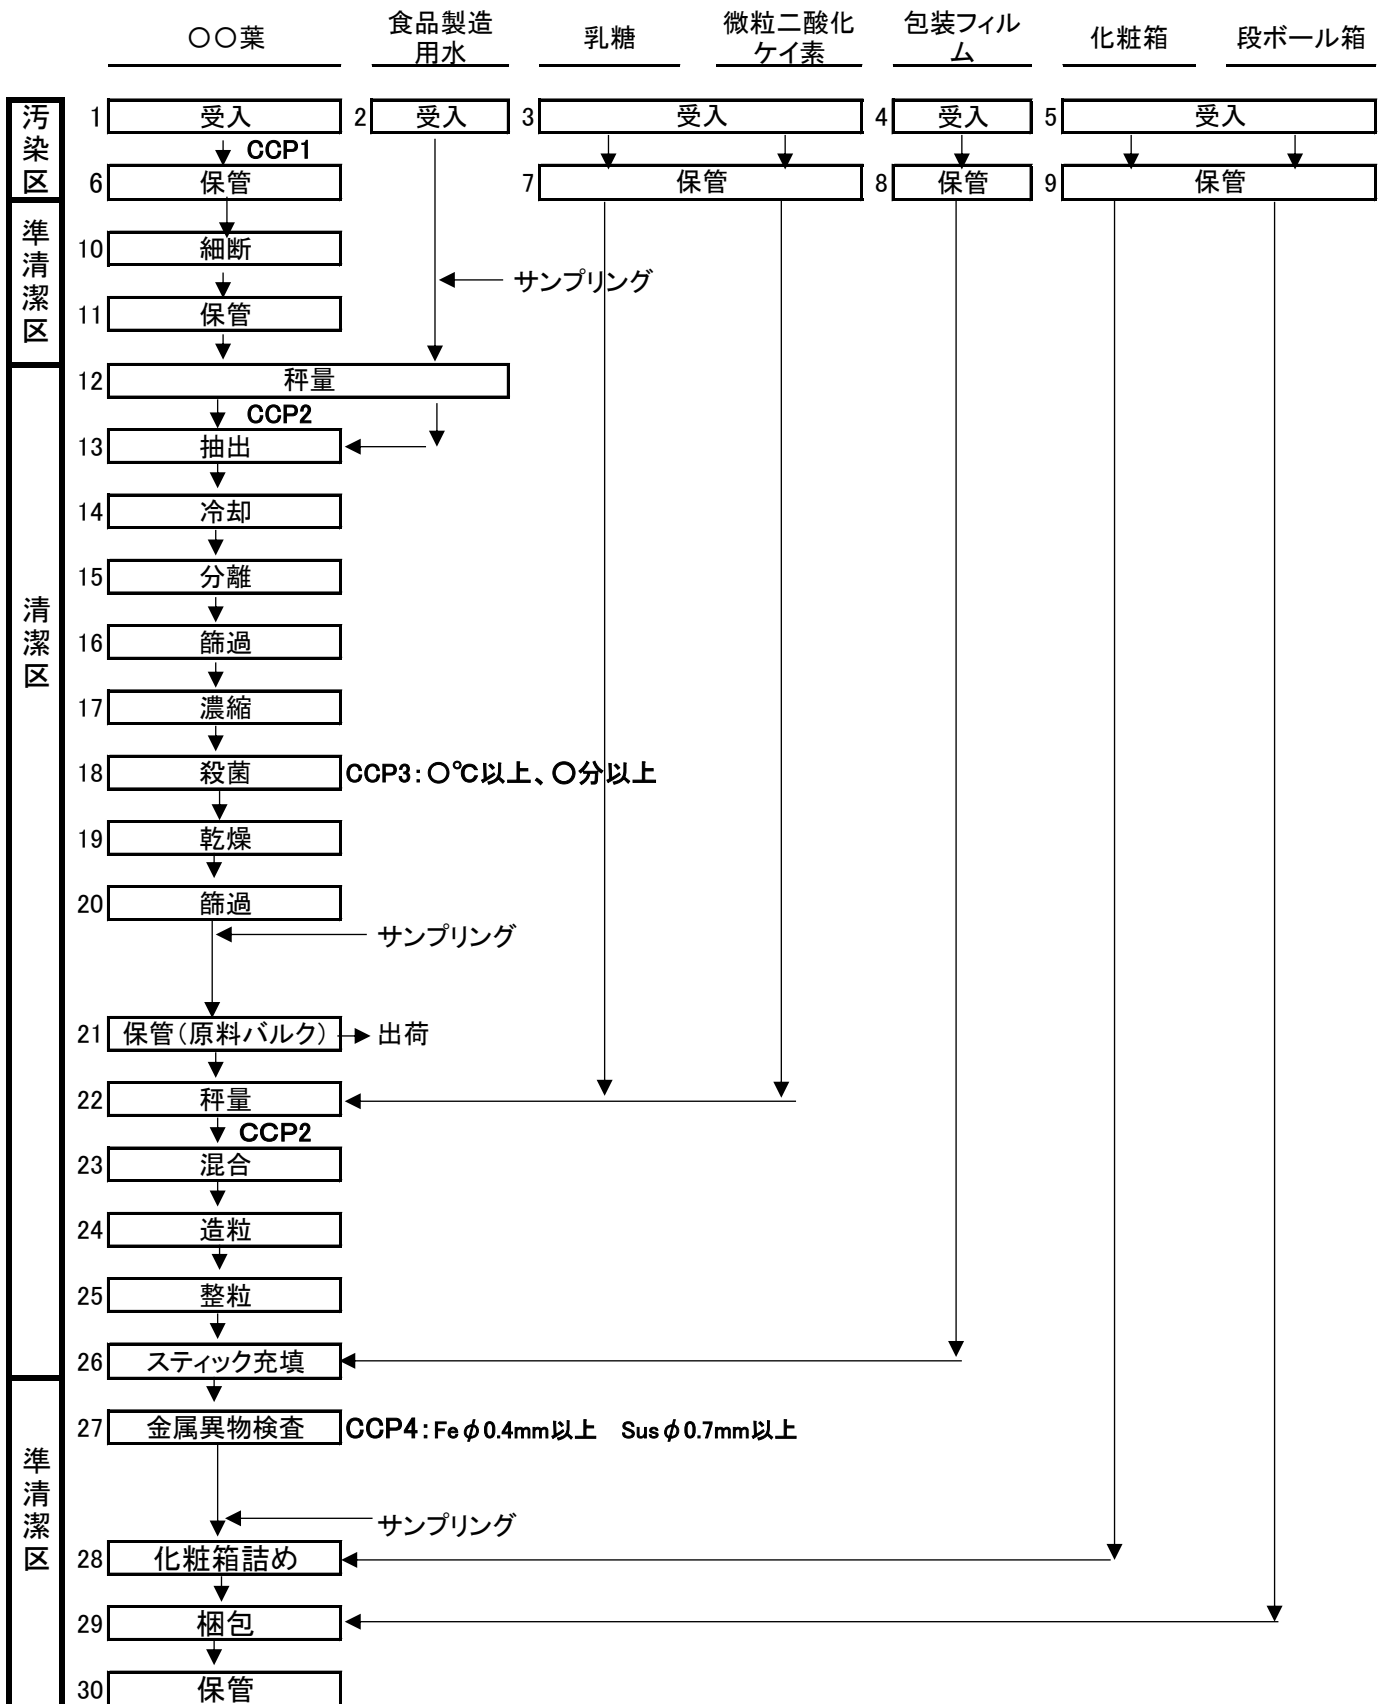 〇〇葉
食品製造
用水
乳糖
微粒二酸化
ケイ素
包装フィル
ム
化粧箱
段ボール箱
汚染区
1 受入
2 受入
3 受入
4 受入
5 受入
CCP1
6 保管
7 保管
8 保管
9 保管
準清潔区
10 細断
サンプリング
11 保管
12 秤量
清潔区
CCP2
13 抽出
14 冷却
15 分離
16 篩過
17 濃縮
18 殺菌 CCP3：〇℃以上、〇分以上
19 乾燥
20 篩過
サンプリング
21 保管（原料バルク） 出荷
22 秤量
CCP2
23 混合
24 造粒
25 整粒
26 スティック充填
準清潔区
27 金属異物検査 CCP4：Feφ0.4mm以上　Susφ0.7mm以上
サンプリング
28 化粧箱詰め
29 梱包
30 保管